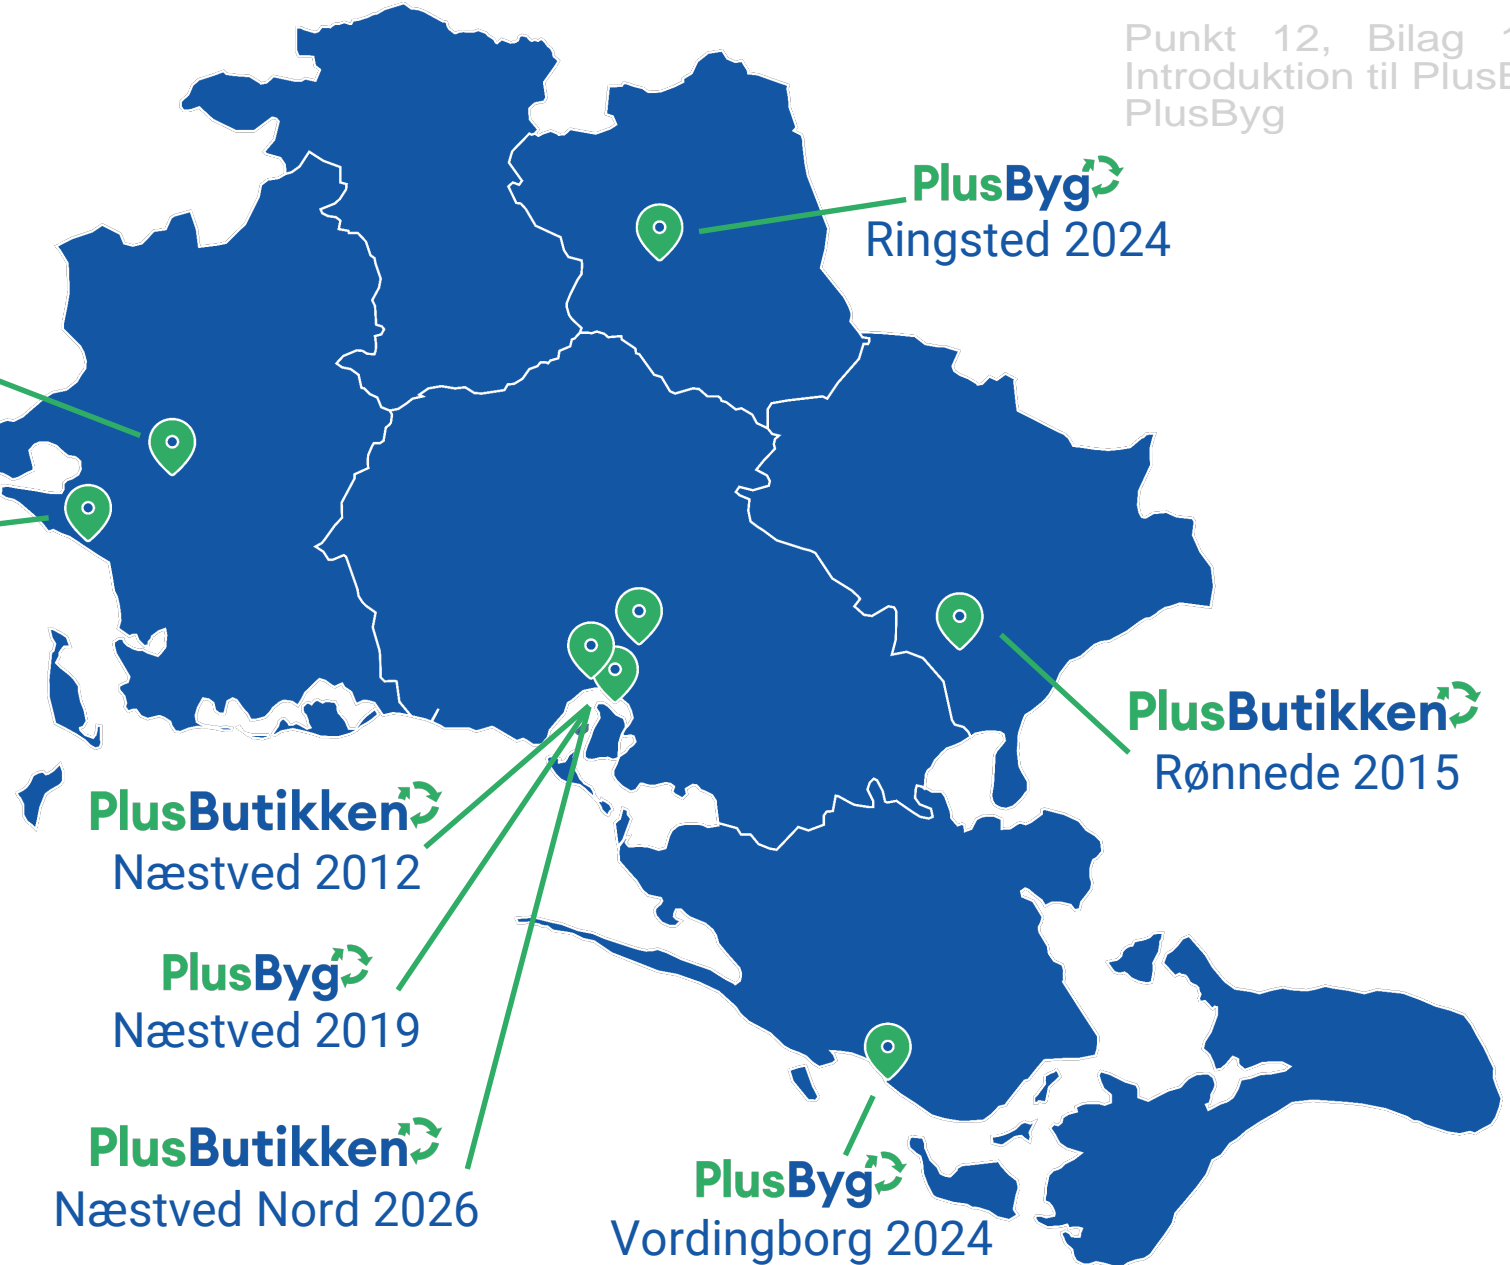 Punkt 12, Bilag
Introduktion til
PlusByg
PlusByg
Ringsted 2024
PlusButikken
Rønnede 2015
PlusButikken
Næstved 2012
PlusByg
Næstved 2019
PlusButikken
Næstved Nord 2026
PlusByg
Vordingborg 2024